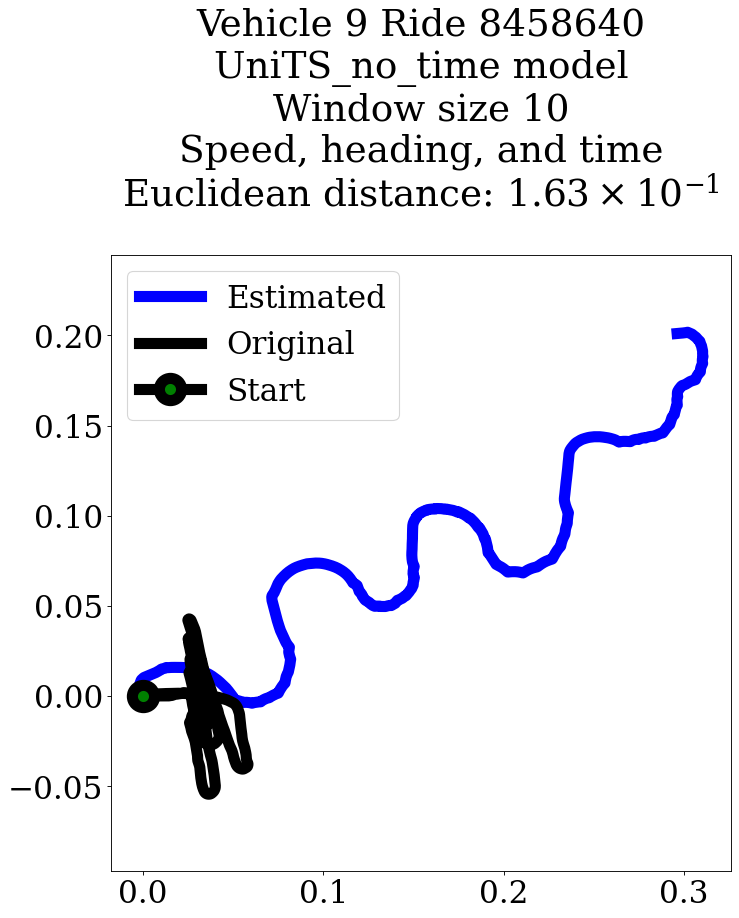 Vehicle 9 Ride 8458640
UniTS_no_time model
Window size 10
Speed, heading, and time
Euclidean distance: 1.63 × 10⁻¹
Estimated
Original
Start
0.20
0.15
0.10
0.05
0.00
−0.05
0.0 0.1 0.2 0.3